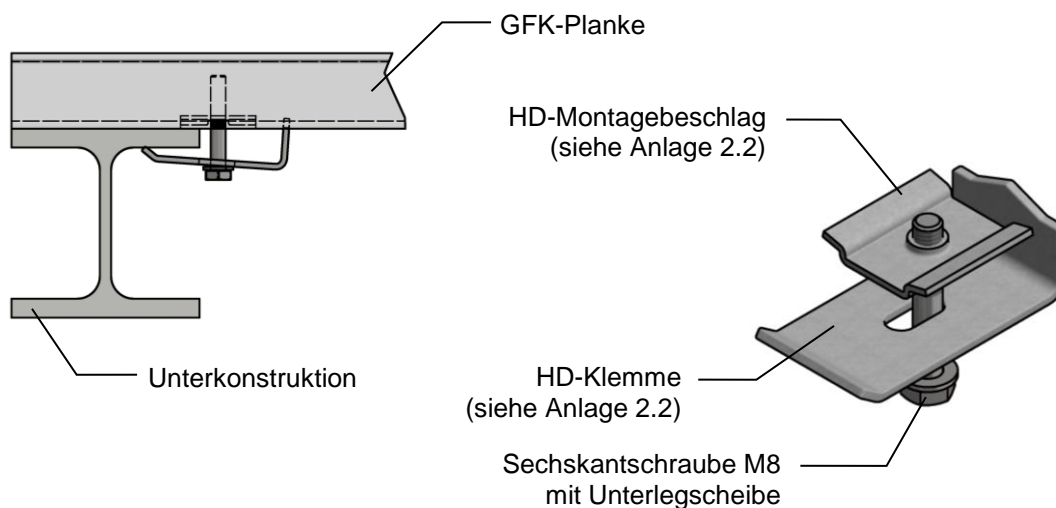 GFK-Planke
HD-Montagebeschlag
(siehe Anlage 2.2)
Unterkonstruktion
HD-Klemme
(siehe Anlage 2.2)
Sechskantschraube M8
mit Unterlegscheibe